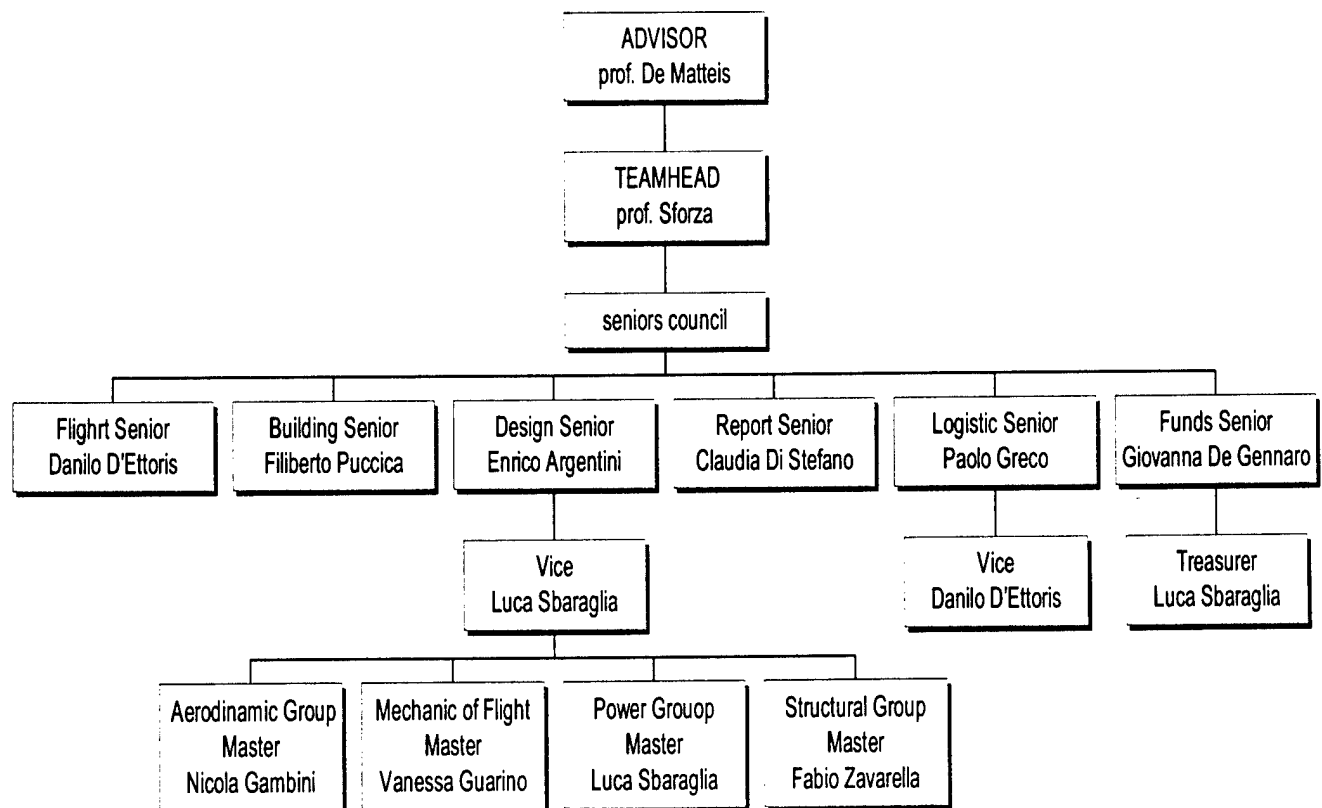 ADVISOR
prof. De Matteis
TEAMHEAD
prof. Sforza
seniors council
Flighrt Senior
Danilo D'Ettoris
Building Senior
Filiberto Puccica
Design Senior
Enrico Argentini
Report Senior
Claudia Di Stefano
Logistic Senior
Paolo Greco
Funds Senior
Giovanna De Gennaro
Vice
Luca Sbaraglia
Vice
Danilo D'Ettoris
Treasurer
Luca Sbaraglia
Aerodinamic Group
Master
Nicola Gambini
Mechanic of Flight
Master
Vanessa Guarino
Power Grouop
Master
Luca Sbaraglia
Structural Group
Master
Fabio Zavarella